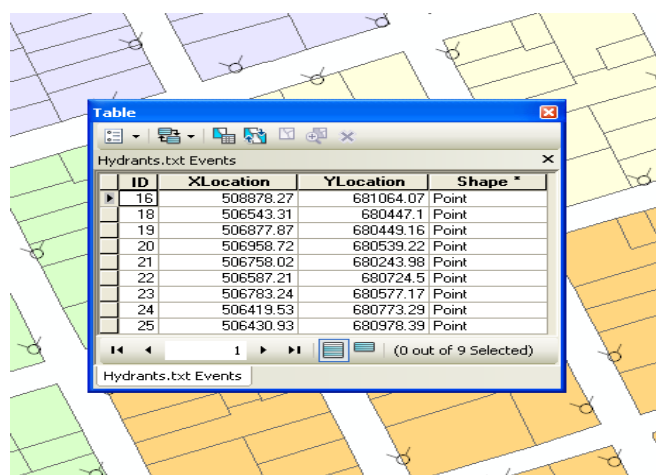 Table
Hydrants.txt Events
ID XLocation YLocation Shape *
16 508878.27 681064.07 Point
18 506543.31 680447.1 Point
19 506877.87 680449.16 Point
20 506958.72 680539.22 Point
21 506758.02 680243.98 Point
22 506587.21 680724.5 Point
23 506783.24 680577.17 Point
24 506419.53 680773.29 Point
25 506430.93 680978.39 Point
1 (0 out of 9 Selected)
Hydrants.txt Events